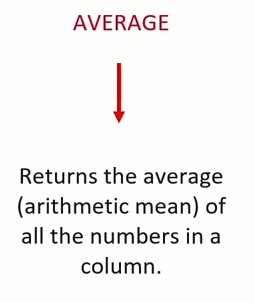 AVERAGE
Returns the average
(arithmetic mean) of
all the numbers in a
column.